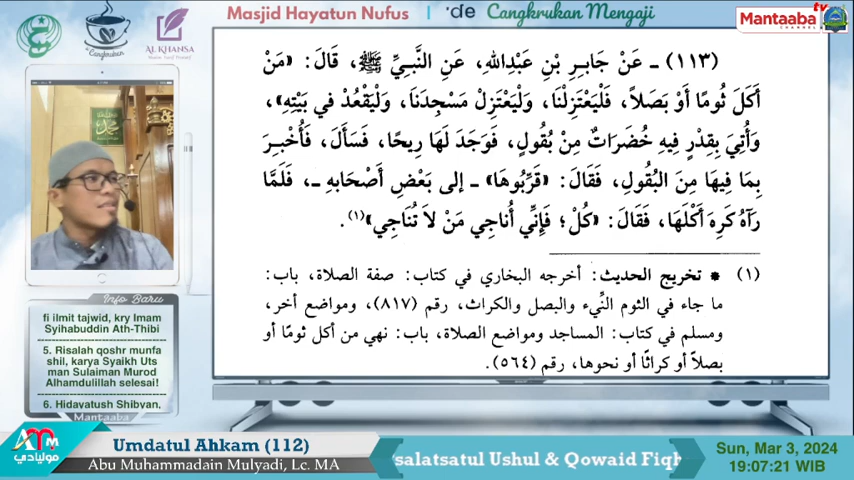 Masjid Hayatun Nufus
Cangkrukan Mengaji
Mantaaba tv
CHANNEL
Cangkrukan
AL KHANSA
(١١٣) ـ عَنْ جَابِرِ بْنِ عَبْدِاللهِ، عَنِ النَّبِيِّ ﷺ، قَالَ: «مَنْ
أَكَلَ ثُومًا أَوْ بَصَلاً، فَلْيَعْتَزِلْنَا، وَلْيَعْتَزِلْ مَسْجِدَنَا، وَلْيَقْعُدْ في بَيْتِهِ»،
وَأُتِيَ بِقِدْرٍ فِيهِ خُضَرَاتٌ مِنْ بُقُولٍ، فَوَجَدَ لَهَا رِيحًا، فَسَأَلَ، فَأُخْبِرَ
بِمَا فِيهَا مِنَ البُقُولِ، فَقَالَ: «قَرِّبُوهَا» ـ إلى بَعْضِ أَصْحَابِهِ ـ، فَلَمَّا
رَآهُ كَرِهَ أَكْلَهَا، فَقَالَ: «كُلْ؛ فَإِنِّي أُنَاجِي مَنْ لاَ تُنَاجِي»(١).
(١) * تخريج الحديث: أخرجه البخاري في كتاب: صفة الصلاة، باب:
ما جاء في الثوم النِّيء والبصل والكراث، رقم (٨١٧)، ومواضع أخر،
ومسلم في كتاب: المساجد ومواضع الصلاة، باب: نهي من أكل ثومًا أو
بصلاً أو كراثًا أو نحوها، رقم (٥٦٤).
Info Baru
fi ilmit tajwid, kry Imam
Syihabuddin Ath-Thibi
5. Risalah qoshr munfa
shil, karya Syaikh Uts
man Sulaiman Murod
Alhamdulillah selesai!
6. Hidayatush Shibyan,
Mantaaba
Umdatul Ahkam (112)
Abu Muhammadain Mulyadi, Lc. MA
salatsatul Ushul & Qowaid Fiqh
Sun, Mar 3, 2024
19:07:21 WIB